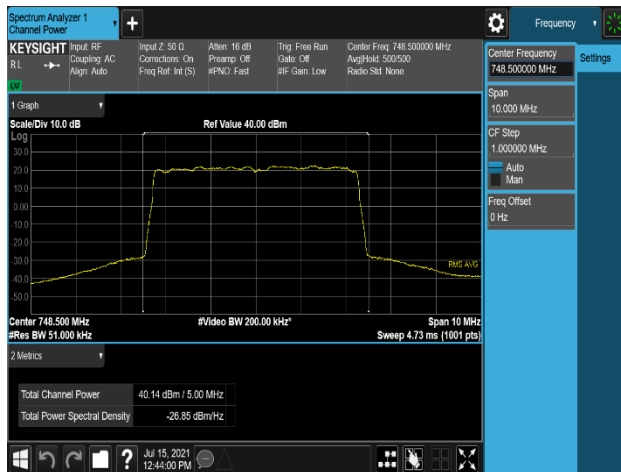 Spectrum Analyzer 1
Channel Power
+
Frequency
KEYSIGHT
RL
Input: RF
Coupling: AC
Align: Auto
Input Z: 50 Ω
Corrections: On
Freq Ref: Int (S)
Atten: 16 dB
Preamp: Off
#PNO: Fast
Trig: Free Run
Gate: Off
#IF Gain: Low
Center Freq: 748.500000 MHz
Avg|Hold: 500/500
Radio Std: None
Center Frequency
748.500000 MHz
Settings
Span
10.000 MHz
CF Step
1.000000 MHz
Auto
Man
Freq Offset
0 Hz
1 Graph
Scale/Div 10.0 dB
Ref Value 40.00 dBm
Log
30.0
20.0
10.0
0.00
-10.0
-20.0
-30.0
-40.0
-50.0
RMS AVG
Center 748.500 MHz
#Video BW 200.00 kHz*
Span 10 MHz
#Res BW 51.000 kHz
Sweep 4.73 ms (1001 pts)
2 Metrics
Total Channel Power 40.14 dBm / 5.00 MHz
Total Power Spectral Density -26.85 dBm/Hz
?
Jul 15, 2021
12:44:00 PM